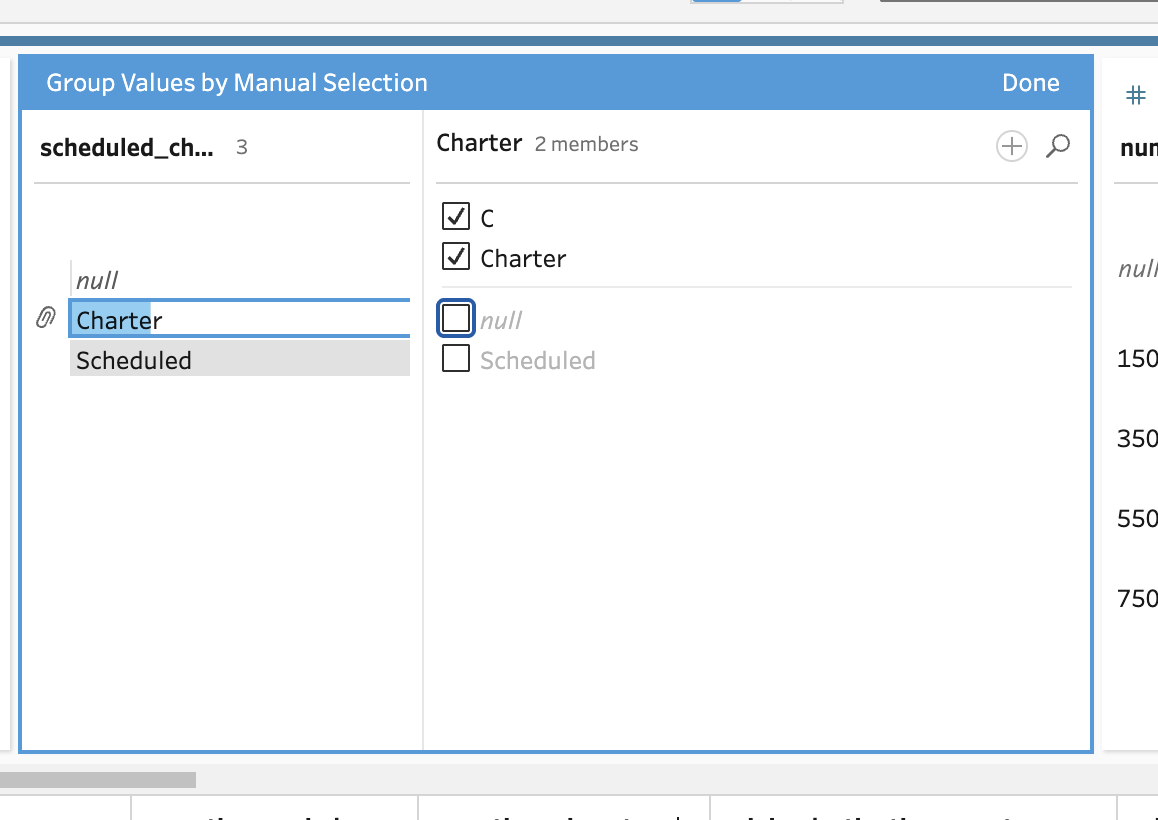 Group Values by Manual Selection Done
scheduled_ch... 3
null
Charter
Scheduled
Charter 2 members
C
Charter
null
Scheduled
#
150
350
550
750